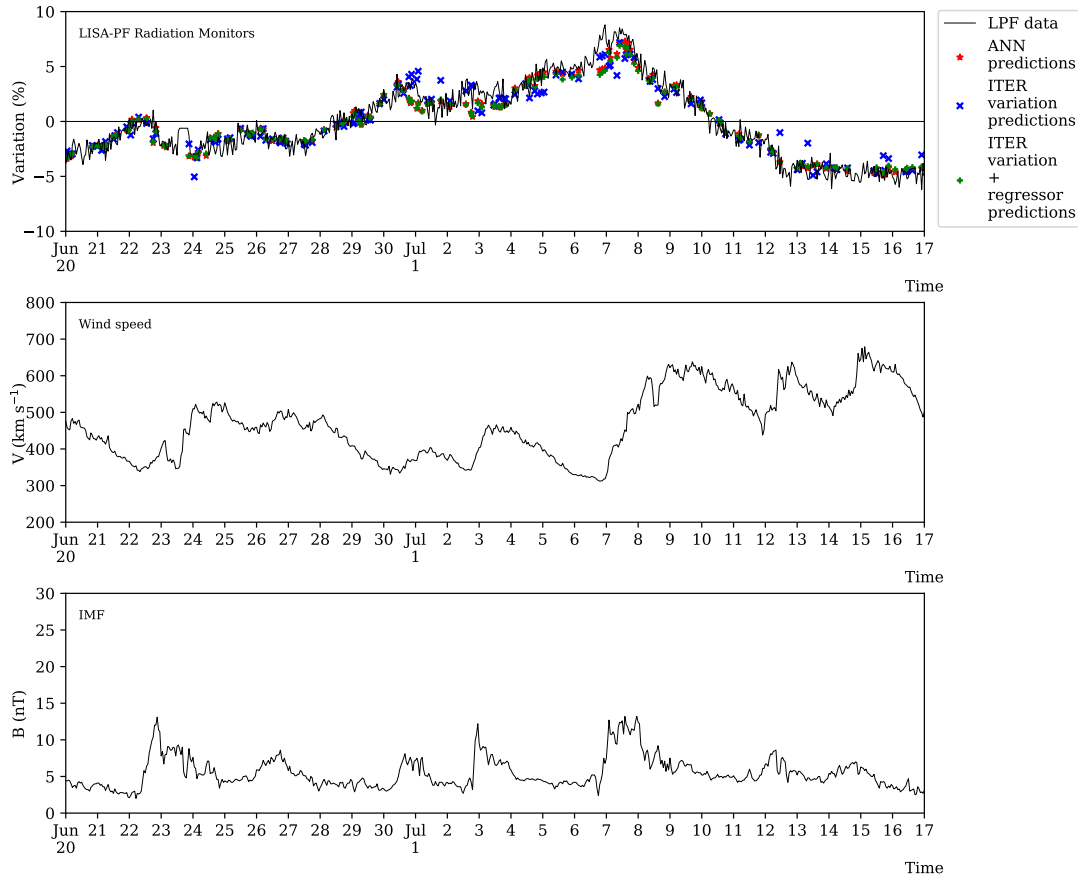 10
5
0
−5
−10
Variation (%)
LISA-PF Radiation Monitors
Jun 21 22 23 24 25 26 27 28 29 30 Jul 2 3 4 5 6 7 8 9 10 11 12 13 14 15 16 17
20 1
Time
LPF data
ANN
predictions
ITER
variation
predictions
ITER
variation
+
regressor
predictions
800
700
600
500
400
300
200
V (km s⁻¹)
Wind speed
Jun 21 22 23 24 25 26 27 28 29 30 Jul 2 3 4 5 6 7 8 9 10 11 12 13 14 15 16 17
20 1
Time
30
25
20
15
10
5
0
B (nT)
IMF
Jun 21 22 23 24 25 26 27 28 29 30 Jul 2 3 4 5 6 7 8 9 10 11 12 13 14 15 16 17
20 1
Time